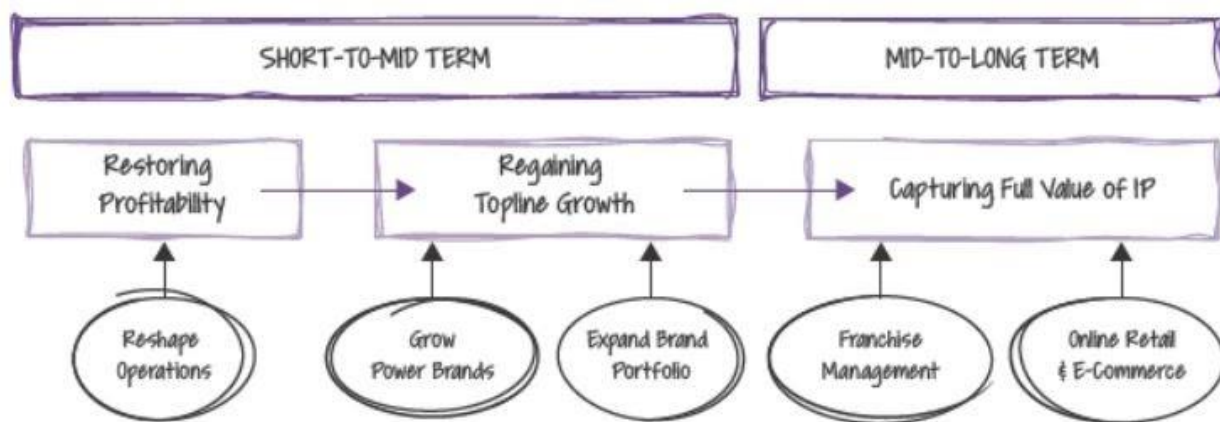 SHORT-TO-MID TERM
MID-TO-LONG TERM
Restoring
Profitability
Regaining
Topline Growth
Capturing Full Value of IP
Reshape
Operations
Grow
Power Brands
Expand Brand
Portfolio
Franchise
Management
Online Retail
& E-Commerce